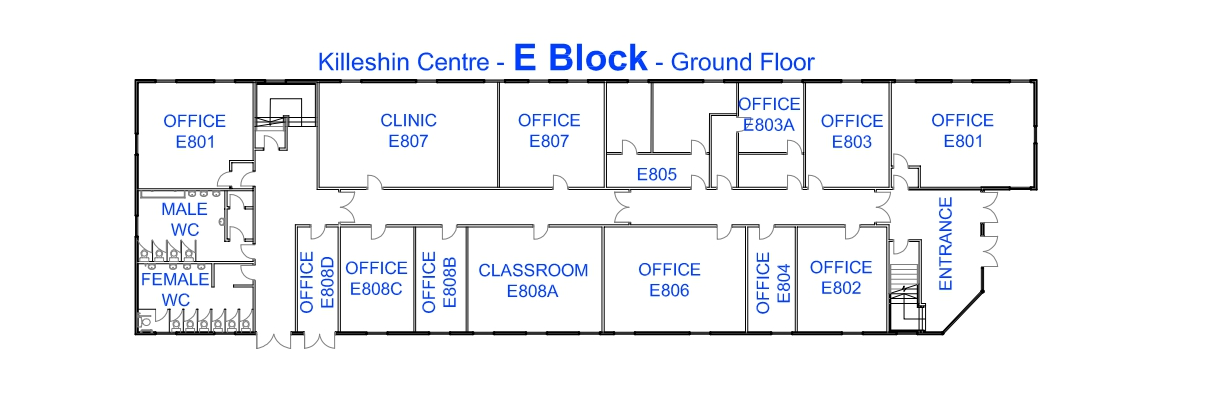 Killeshin Centre - E Block - Ground Floor
OFFICE
E801
CLINIC
E807
OFFICE
E807
E805
OFFICE
E803A
OFFICE
E803
OFFICE
E801
MALE
WC
FEMALE
WC
OFFICE
E808D
OFFICE
E808C
OFFICE
E808B
CLASSROOM
E808A
OFFICE
E806
OFFICE
E804
OFFICE
E802
ENTRANCE